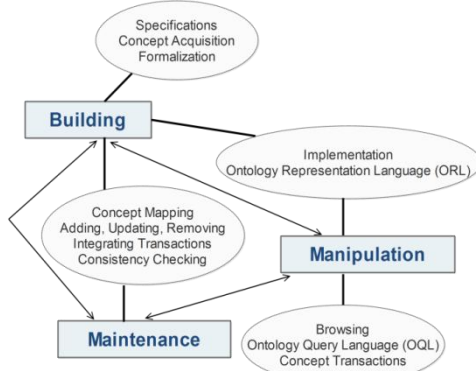 Specifications
Concept Acquisition
Formalization
Building
Implementation
Ontology Representation Language (ORL)
Concept Mapping
Adding, Updating, Removing
Integrating Transactions
Consistency Checking
Manipulation
Maintenance
Browsing
Ontology Query Language (OQL)
Concept Transactions